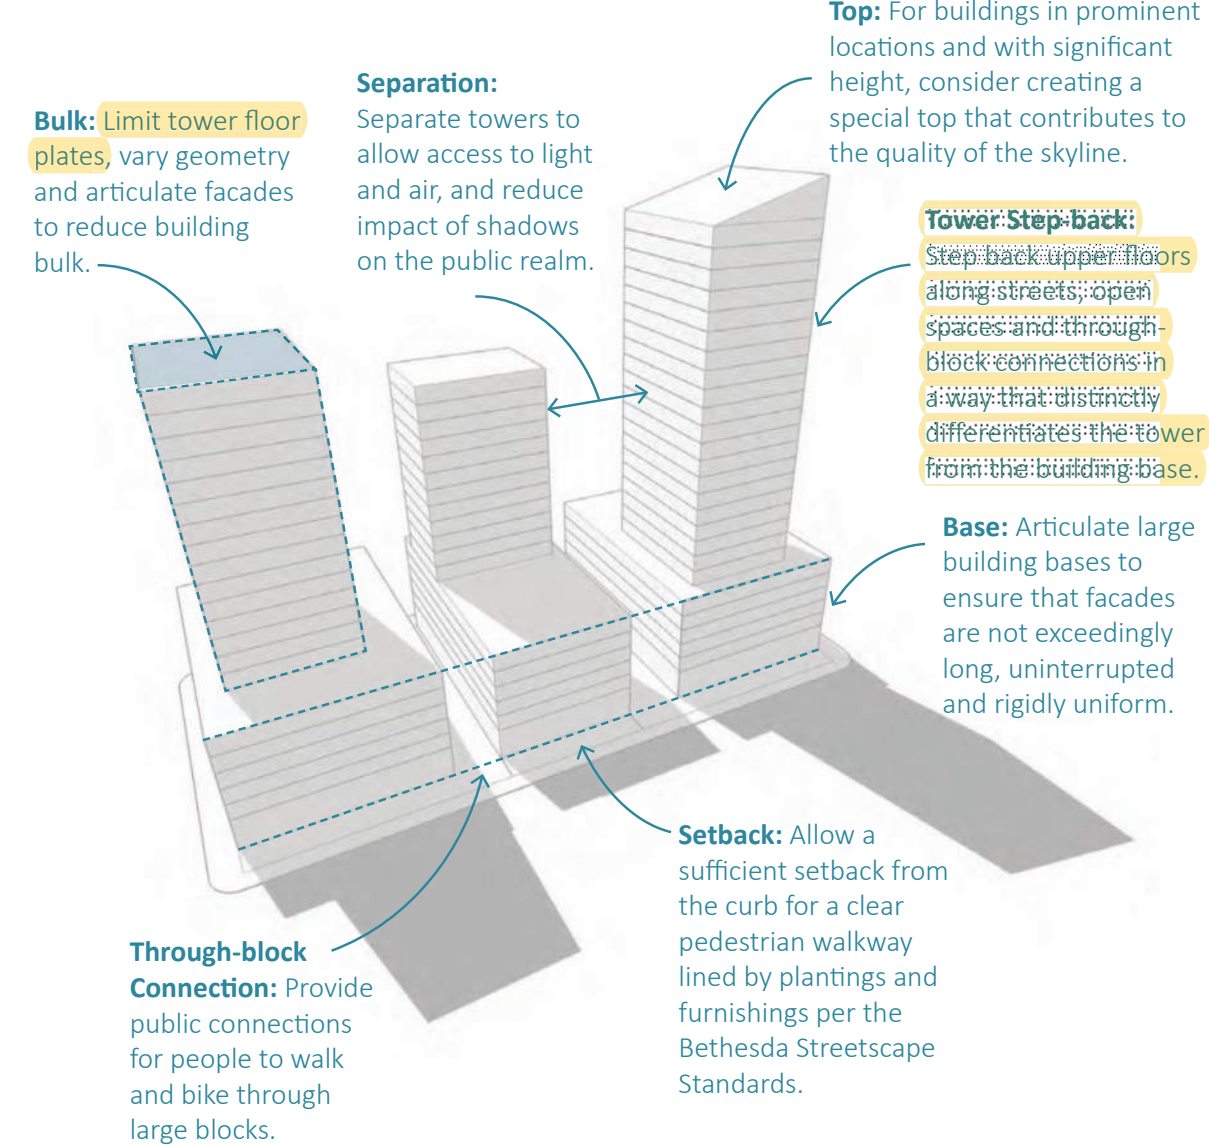 Top: For buildings in prominent
locations and with significant
height, consider creating a
special top that contributes to
the quality of the skyline.
Separation:
Separate towers to
allow access to light
and air, and reduce
impact of shadows
on the public realm.
Bulk: Limit tower floor
plates, vary geometry
and articulate facades
to reduce building
bulk.
Tower Step-back:
Step back upper floors
along streets, open
spaces and through-
block connections in
a way that distinctly
differentiates the tower
from the building base.
Base: Articulate large
building bases to
ensure that facades
are not exceedingly
long, uninterrupted
and rigidly uniform.
Setback: Allow a
sufficient setback from
the curb for a clear
pedestrian walkway
lined by plantings and
furnishings per the
Bethesda Streetscape
Standards.
Through-block
Connection: Provide
public connections
for people to walk
and bike through
large blocks.